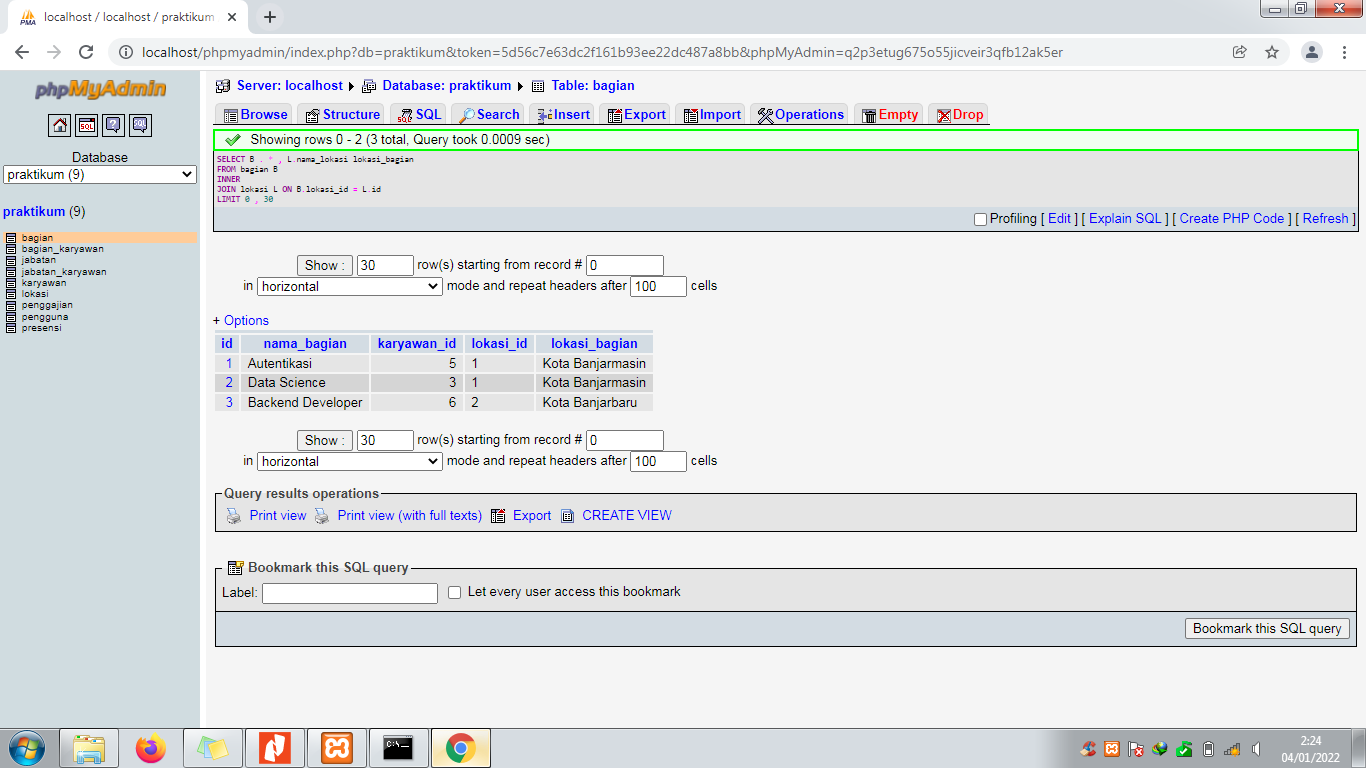 localhost / localhost / praktikum
localhost/phpmyadmin/index.php?db=praktikum&token=5d56c7e63dc2f161b93ee22dc487a8bb&phpMyAdmin=q2p3etug675o55jicveir3qfb12ak5er
phpMyAdmin
Database
praktikum (9)
praktikum (9)
bagian
bagian_karyawan
jabatan
jabatan_karyawan
karyawan
lokasi
penggajian
pengguna
presensi
Server: localhost Database: praktikum Table: bagian
Browse Structure SQL Search Insert Export Import Operations Empty Drop
Showing rows 0 - 2 (3 total, Query took 0.0009 sec)
SELECT B . * , L.nama_lokasi lokasi_bagian
FROM bagian B
INNER
JOIN lokasi L ON B.lokasi_id = L.id
LIMIT 0 , 30
Profiling [ Edit ] [ Explain SQL ] [ Create PHP Code ] [ Refresh ]
Show : 30 row(s) starting from record # 0
in horizontal mode and repeat headers after 100 cells
+ Options
id nama_bagian karyawan_id lokasi_id lokasi_bagian
1 Autentikasi 5 1 Kota Banjarmasin
2 Data Science 3 1 Kota Banjarmasin
3 Backend Developer 6 2 Kota Banjarbaru
Show : 30 row(s) starting from record # 0
in horizontal mode and repeat headers after 100 cells
Query results operations
Print view Print view (with full texts) Export CREATE VIEW
Bookmark this SQL query
Label: Let every user access this bookmark
Bookmark this SQL query
2:24
04/01/2022